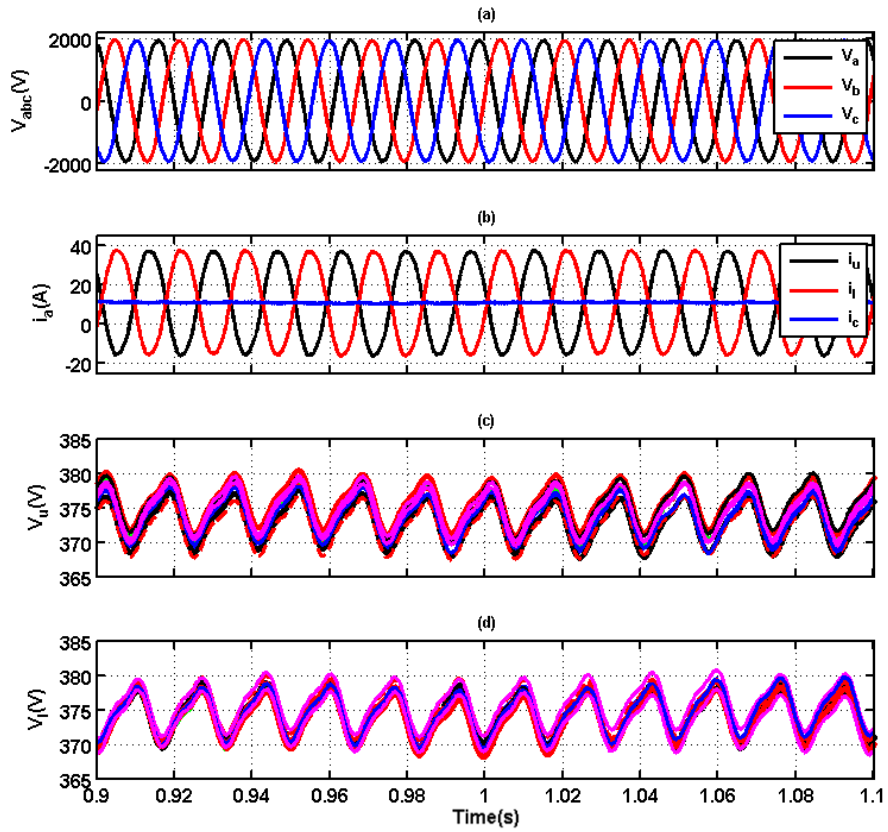 (a)
V_abc(V)
2000
0
-2000
V_a
V_b
V_c
(b)
i_a(A)
40
20
0
-20
i_u
i_l
i_c
(c)
V_u(V)
385
380
375
370
365
(d)
V_l(V)
385
380
375
370
365
0.9
0.92
0.94
0.96
0.98
1
1.02
1.04
1.06
1.08
1.1
Time(s)